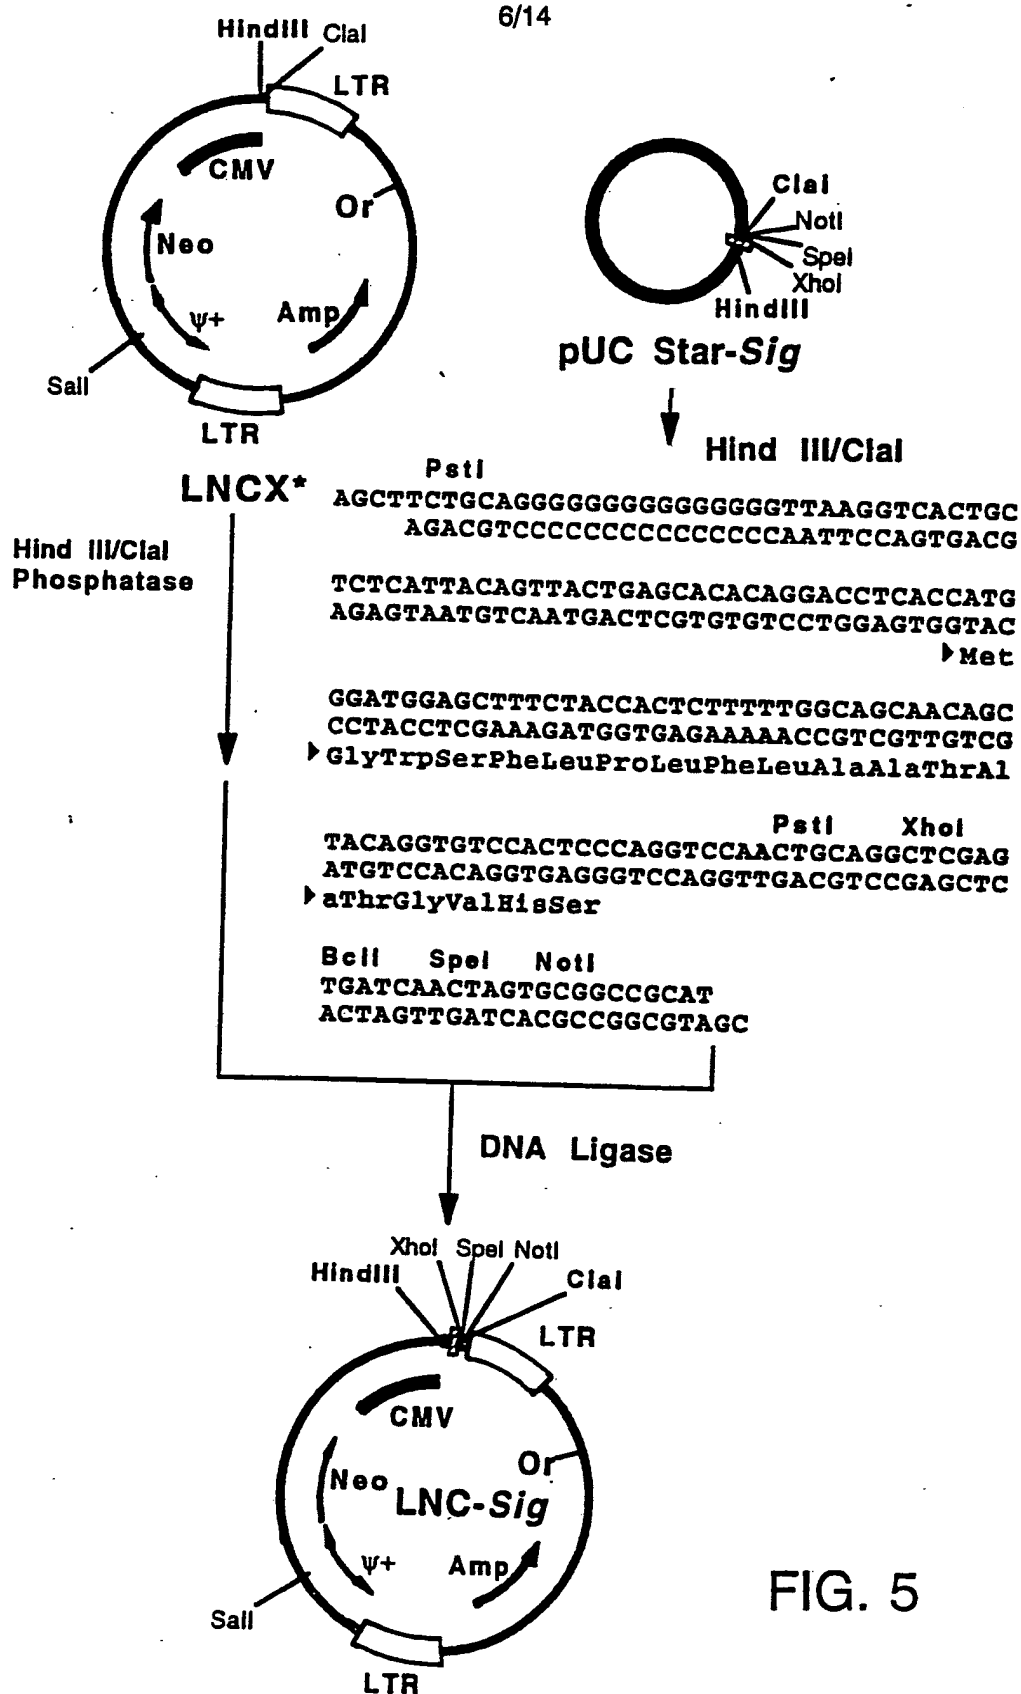 6/14
HindIII ClaI
LTR
CMV
Or
Neo
Amp
ψ+
SalI
LTR
LNCX*
ClaI
NotI
SpeI
XhoI
HindIII
pUC Star-Sig
Hind III/ClaI
Hind III/ClaI
Phosphatase
PstI
AGCTTCTGCAGGGGGGGGGGGGGGGGTTAAGGTCACTGC
AGACGTCCCCCCCCCCCCCCCCAATTCCAGTGACG
TCTCATTACAGTTACTGAGCACACAGGACCTCACCATG
AGAGTAATGTCAATGACTCGTGTGTCCTGGAGTGGTAC
Met
GGATGGAGCTTTCTACCACTCTTTTTGGCAGCAACAGC
CCTACCTCGAAAGATGGTGAGAAAAACCGTCGTTGTCG
GlyTrpSerPheLeuProLeuPheLeuAlaAlaThrAl
PstI XhoI
TACAGGTGTCCACTCCCAGGTCCAACTGCAGGCTCGAG
ATGTCCACAGGTGAGGGTCCAGGTTGACGTCCGAGCTC
aThrGlyValHisSer
BclI SpeI NotI
TGATCAACTAGTGCGGCCGCAT
ACTAGTTGATCACGCCGGCGTAGC
DNA Ligase
XhoI SpeI NotI
HindIII
ClaI
LTR
CMV
Or
Neo
LNC-Sig
ψ+
Amp
SalI
LTR
FIG. 5